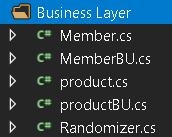 Business Layer
C# Member.cs
C# MemberBU.cs
C# product.cs
C# productBU.cs
C# Randomizer.cs